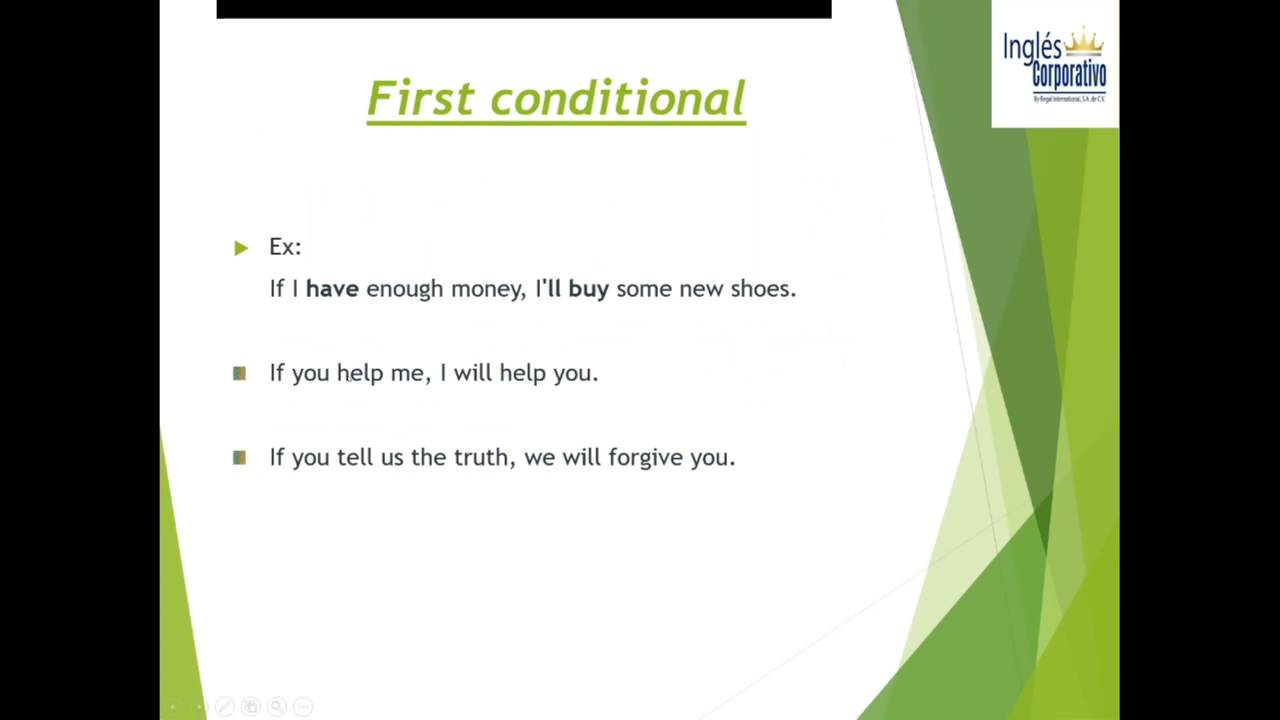 Inglés
Corporativo
By Regal International, S.A. de C.V.
First conditional
Ex:
If I have enough money, I'll buy some new shoes.
If you help me, I will help you.
If you tell us the truth, we will forgive you.